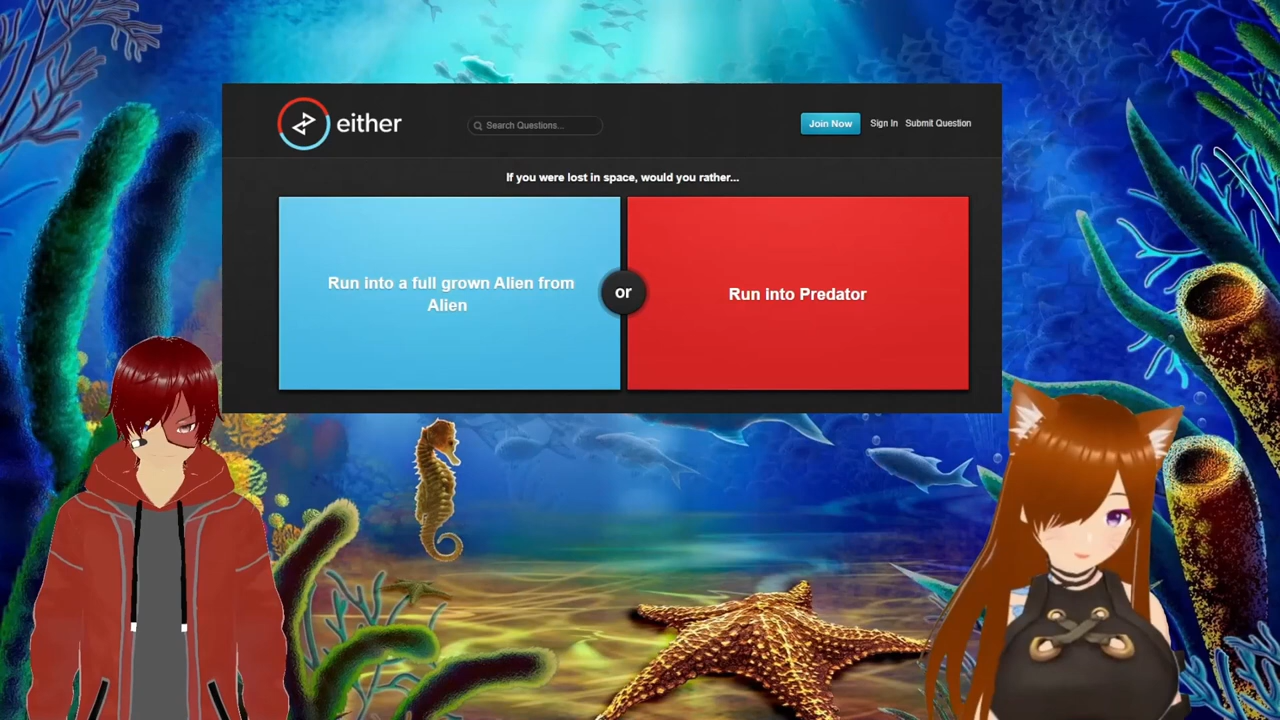 either
Search Questions...
Join Now
Sign In
Submit Question
If you were lost in space, would you rather...
Run into a full grown Alien from
Alien
or
Run into Predator